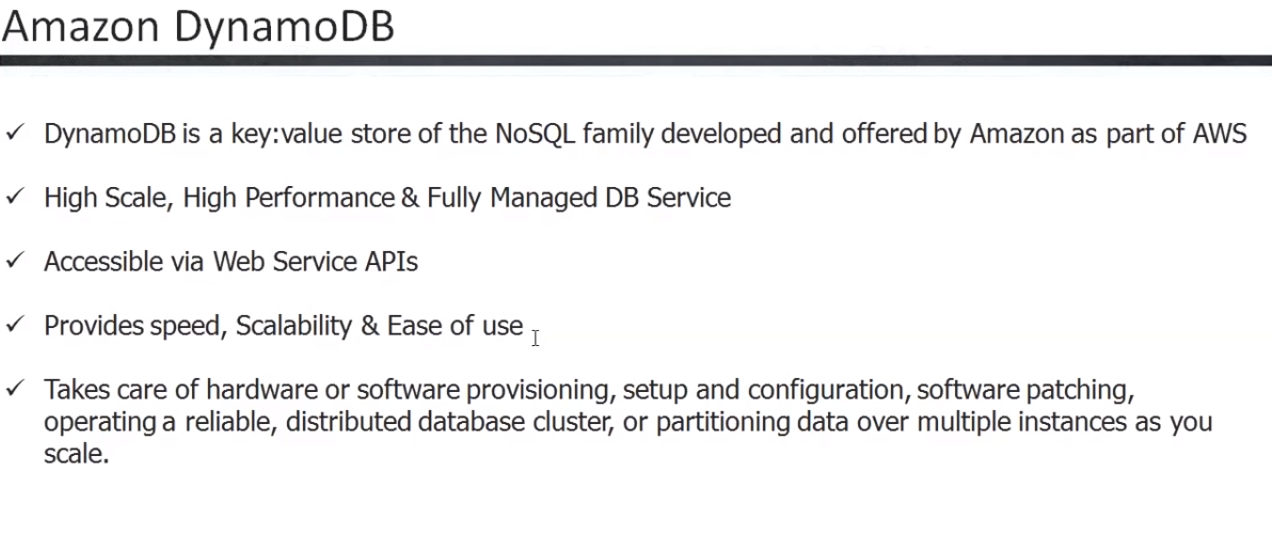 Amazon DynamoDB
✓ DynamoDB is a key:value store of the NoSQL family developed and offered by Amazon as part of AWS
✓ High Scale, High Performance & Fully Managed DB Service
✓ Accessible via Web Service APIs
✓ Provides speed, Scalability & Ease of use
✓ Takes care of hardware or software provisioning, setup and configuration, software patching,
operating a reliable, distributed database cluster, or partitioning data over multiple instances as you
scale.